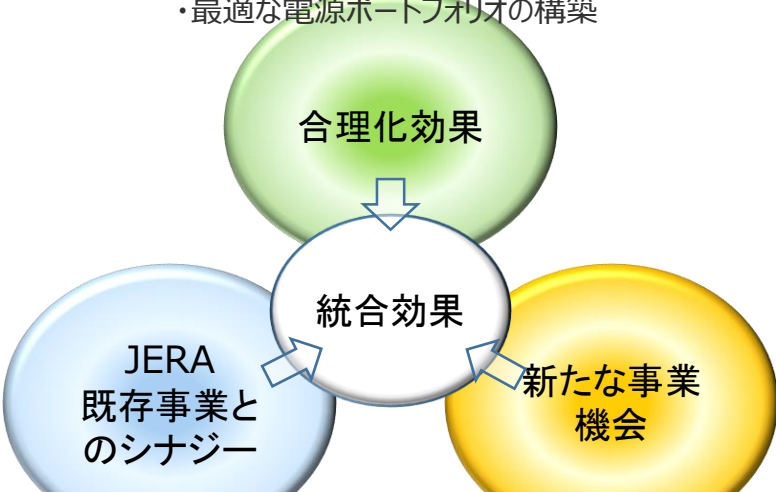 ・最適な電源ポートフォリオの構築
合理化効果
統合効果
JERA
既存事業と
のシナジー
新たな事業
機会